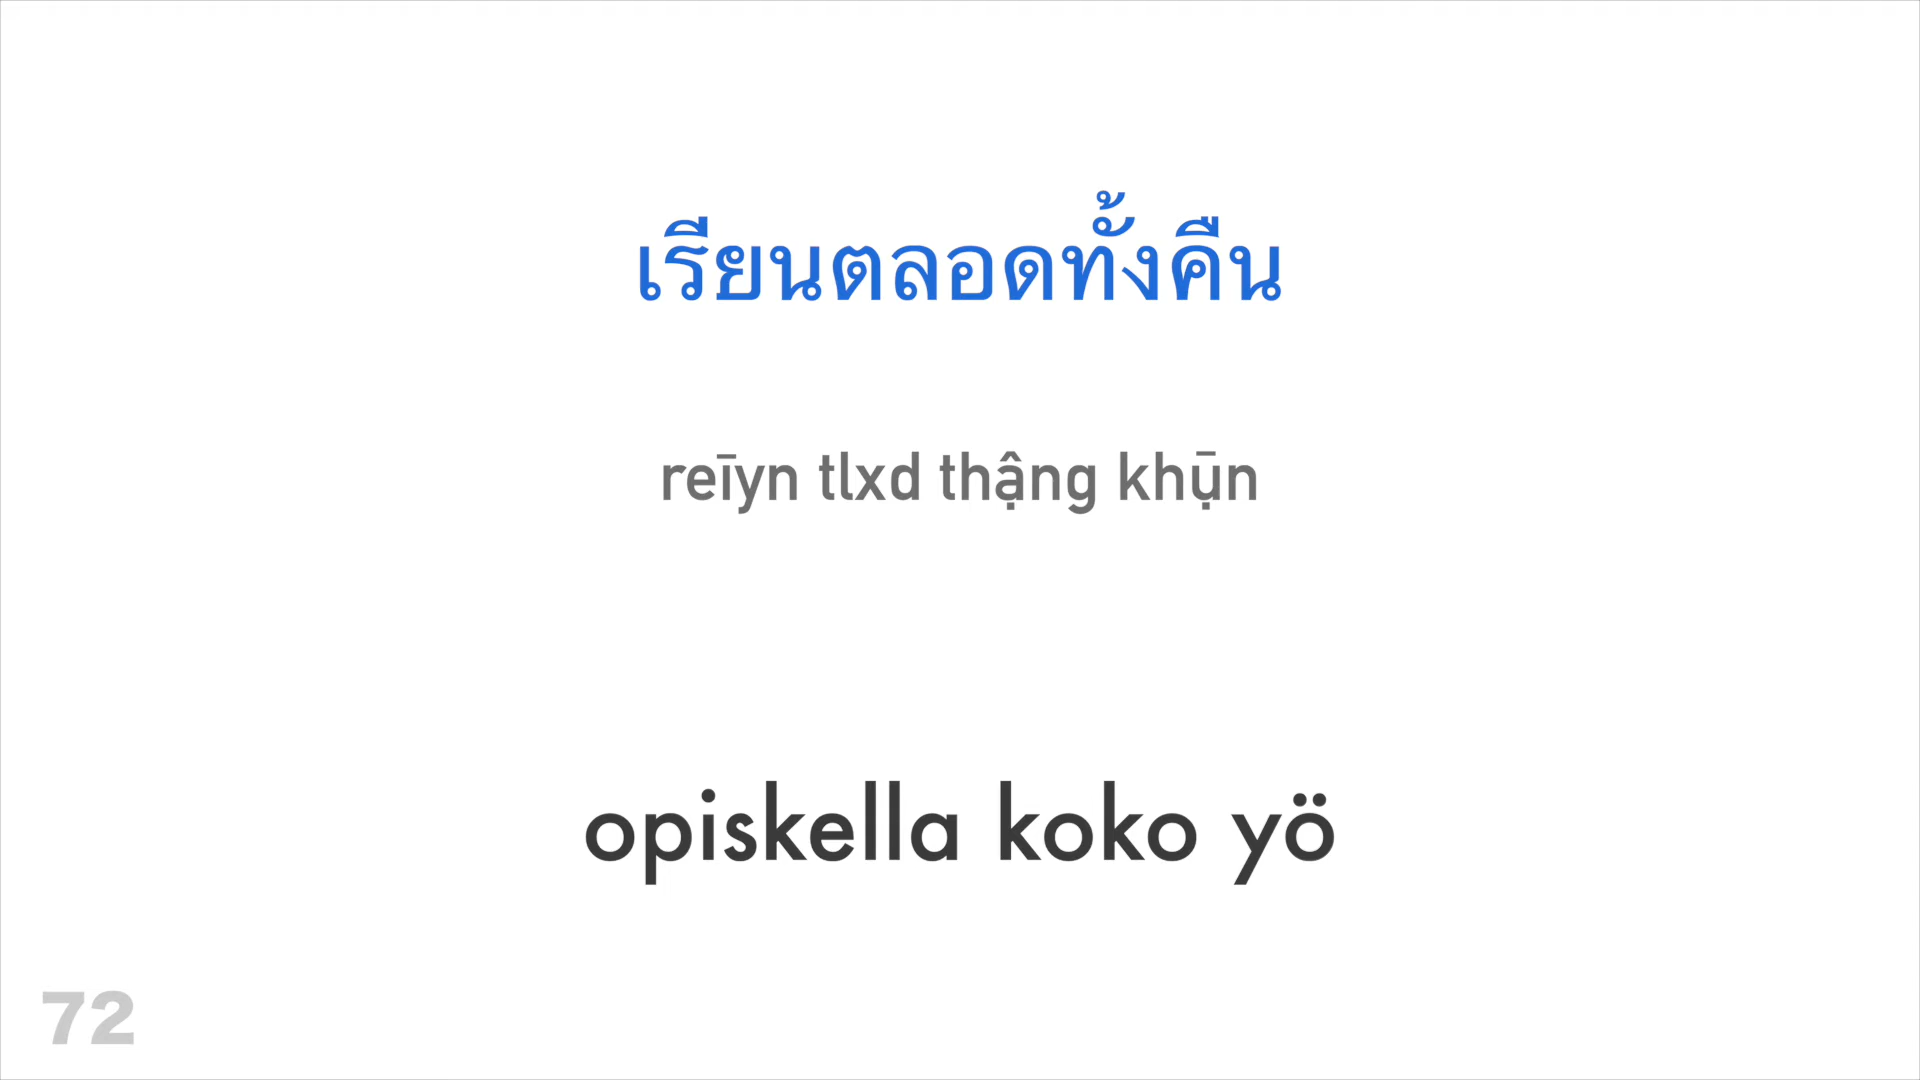 เรียนตลอดทั้งคืน
reīyn tlxd thậng khụ̄n
opiskella koko yö
72